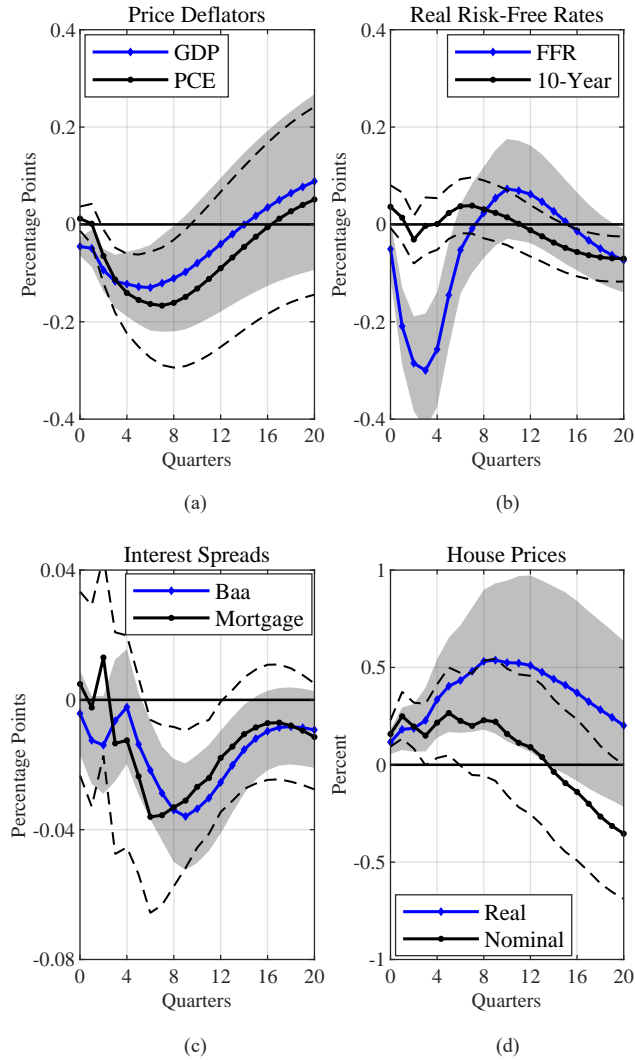 Price Deflators
0.4
0.2
0
-0.2
-0.4
Percentage Points
GDP
PCE
0 4 8 12 16 20
Quarters
(a)
Real Risk-Free Rates
0.4
0.2
0
-0.2
-0.4
Percentage Points
FFR
10-Year
0 4 8 12 16 20
Quarters
(b)
Interest Spreads
0.04
0
-0.04
-0.08
Percentage Points
Baa
Mortgage
0 4 8 12 16 20
Quarters
(c)
House Prices
1
0.5
0
-0.5
-1
Percent
Real
Nominal
0 4 8 12 16 20
Quarters
(d)